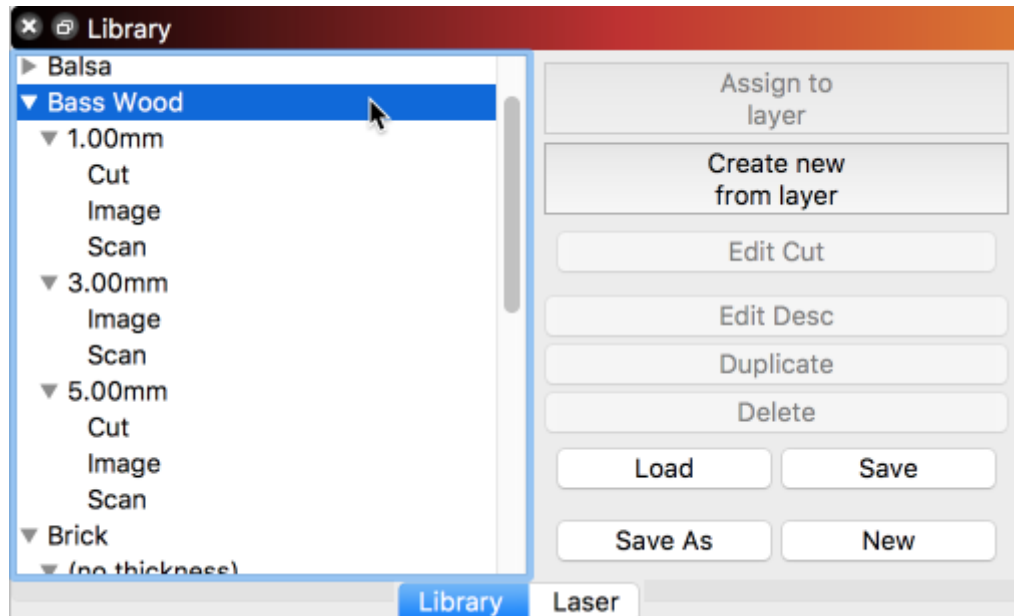 Library
Balsa
Bass Wood
1.00mm
Cut
Image
Scan
3.00mm
Image
Scan
5.00mm
Cut
Image
Scan
Brick
(no thickness)
Assign to
layer
Create new
from layer
Edit Cut
Edit Desc
Duplicate
Delete
Load
Save
Save As
New
Library
Laser